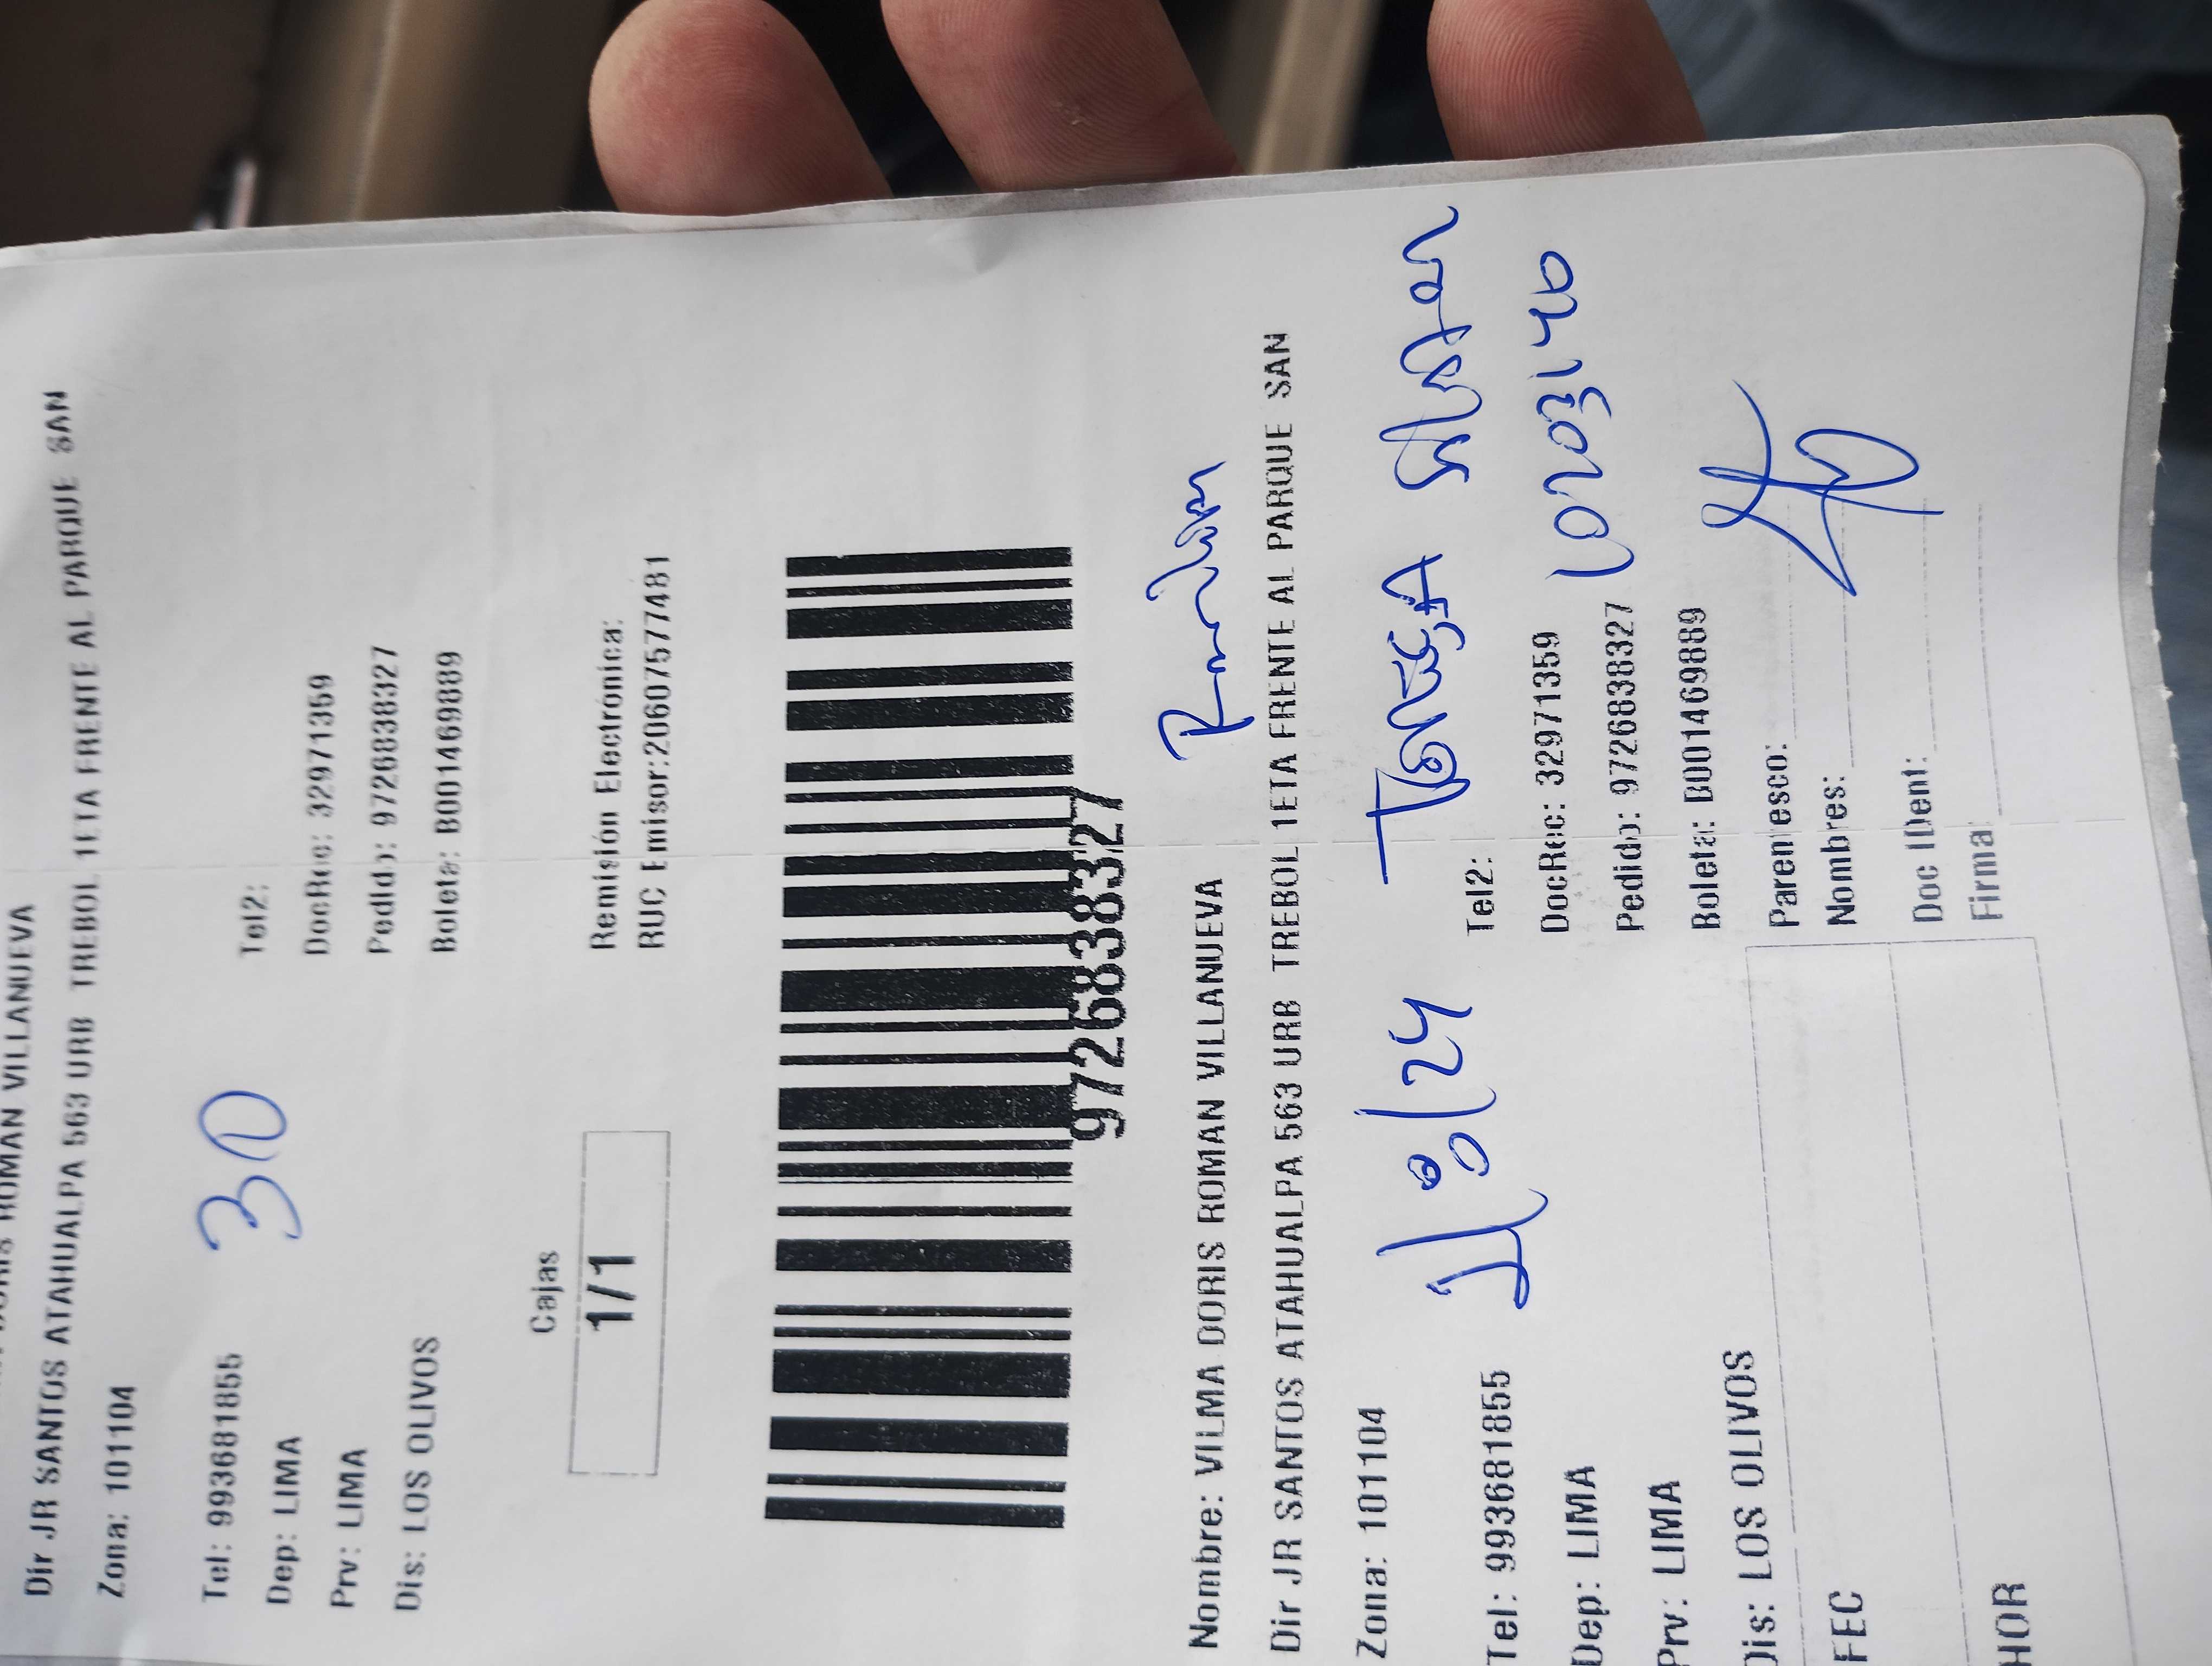 DORIS ROMAN VILLANUEVA
Dir JR SANTOS ATAHUALPA 563 URB TREBOL 1ETA FRENTE AL PARQUE SAN
Zona: 101104
30
Tel: 993681855 Tel2:
Dep: LIMA DocRec: 32971359
Prv: LIMA Pedido: 9726838327
Dis: LOS OLIVOS Boleta: B001469889
Cajas
1/1
Remisión Electrónica:
RUC Emisor:20607577481
9726838327
Nombre: VILMA DORIS ROMAN VILLANUEVA
Dir JR SANTOS ATAHUALPA 563 URB TREBOL 1ETA FRENTE AL PARQUE SAN
Zona: 101104
Tel: 993681855 Tel2:
Dep: LIMA DocRec: 32971359
Prv: LIMA Pedido: 9726838327
Dis: LOS OLIVOS Boleta: B001469889
Parentesco:
FEC Nombres:
Doc IDent:
HOR Firma